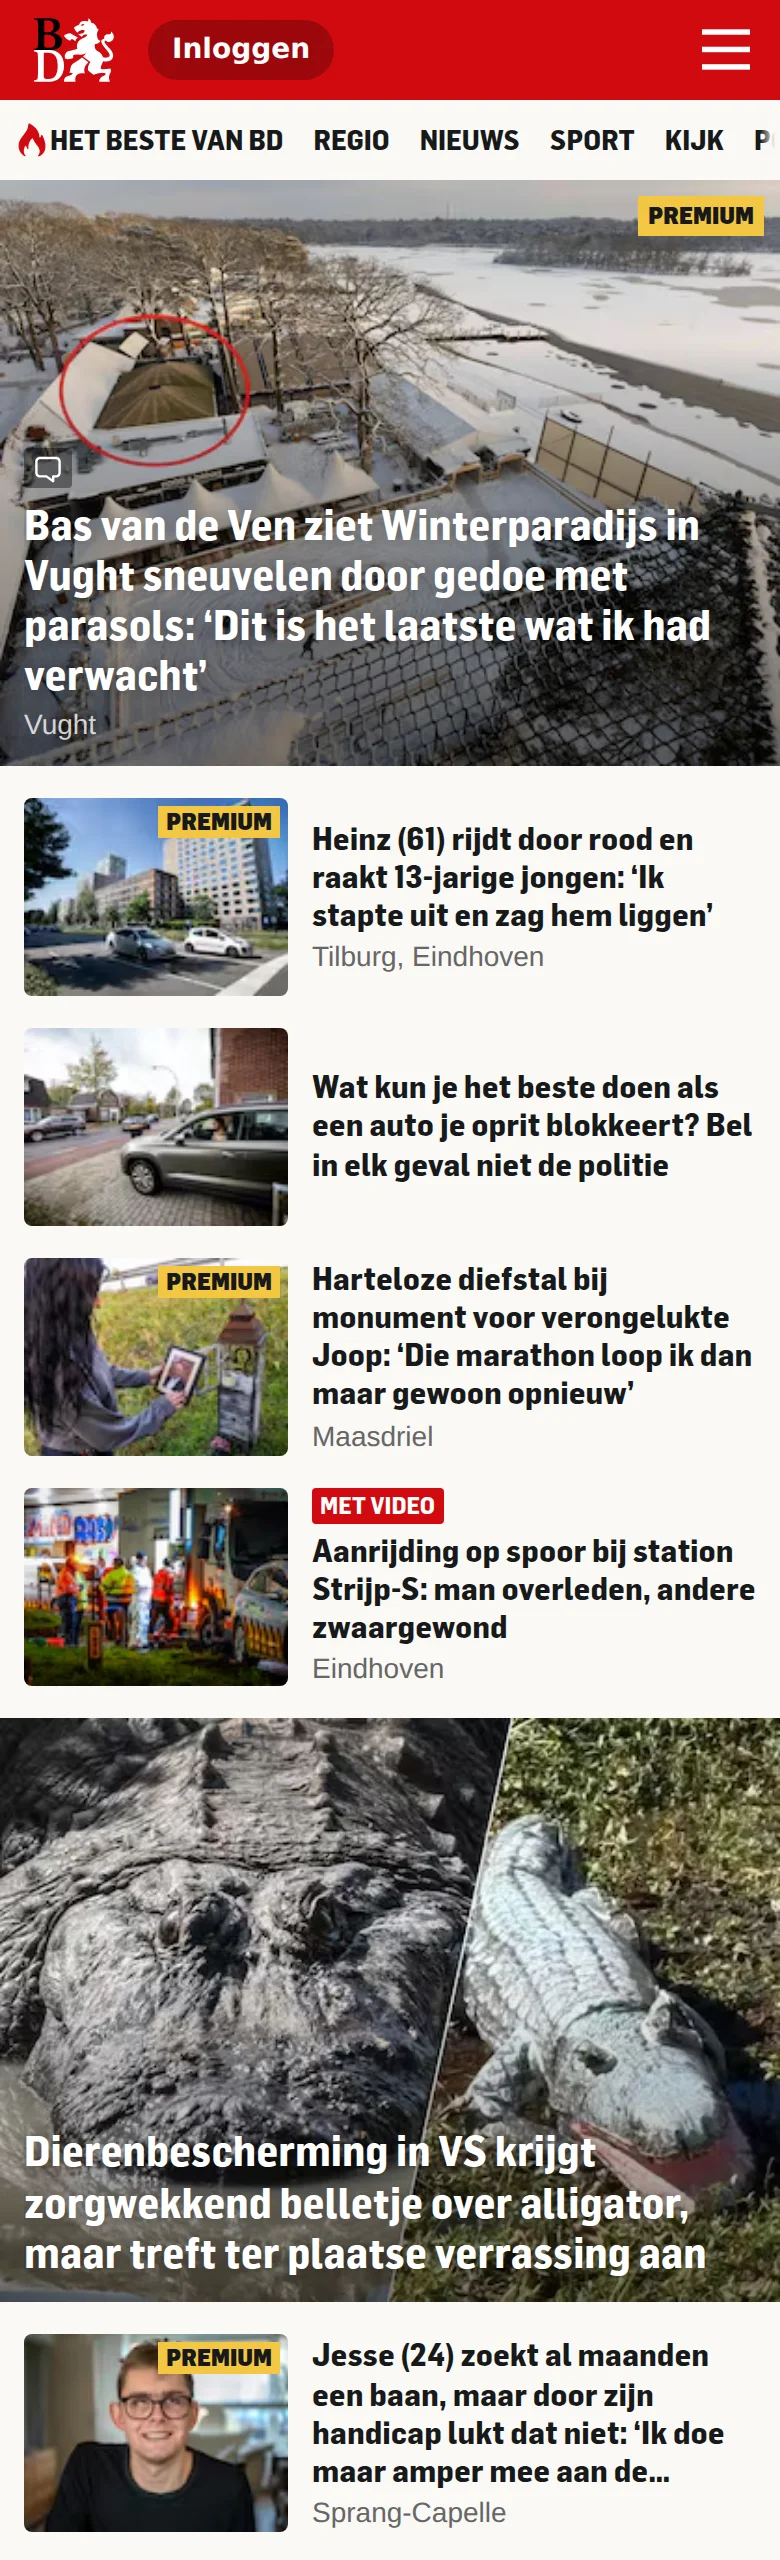 BD
Inloggen
HET BESTE VAN BD REGIO NIEUWS SPORT KIJK
PREMIUM
Bas van de Ven ziet Winterparadijs in
Vught sneuvelen door gedoe met
parasols: ‘Dit is het laatste wat ik had
verwacht’
Vught
PREMIUM
Heinz (61) rijdt door rood en
raakt 13-jarige jongen: ‘Ik
stapte uit en zag hem liggen’
Tilburg, Eindhoven
Wat kun je het beste doen als
een auto je oprit blokkeert? Bel
in elk geval niet de politie
PREMIUM
Harteloze diefstal bij
monument voor verongelukte
Joop: ‘Die marathon loop ik dan
maar gewoon opnieuw’
Maasdriel
MET VIDEO
Aanrijding op spoor bij station
Strijp-S: man overleden, andere
zwaargewond
Eindhoven
Dierenbescherming in VS krijgt
zorgwekkend belletje over alligator,
maar treft ter plaatse verrassing aan
PREMIUM
Jesse (24) zoekt al maanden
een baan, maar door zijn
handicap lukt dat niet: ‘Ik doe
maar amper mee aan de...
Sprang-Capelle